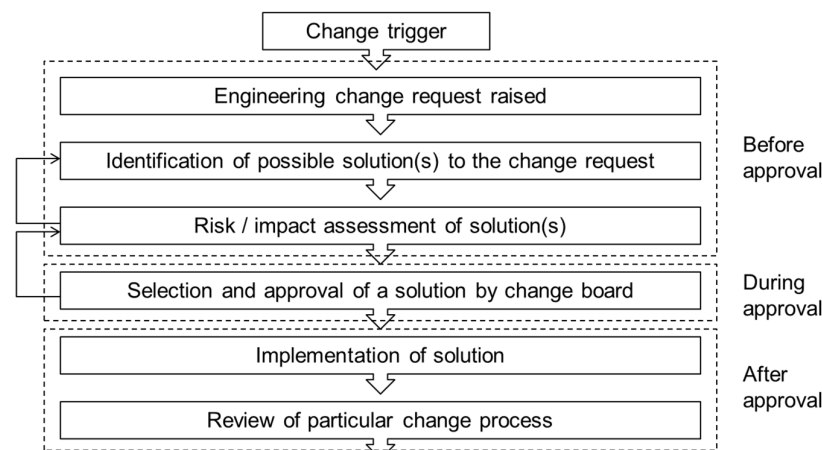 Change trigger
Engineering change request raised
Identification of possible solution(s) to the change request
Before
approval
Risk / impact assessment of solution(s)
Selection and approval of a solution by change board
During
approval
Implementation of solution
After
approval
Review of particular change process